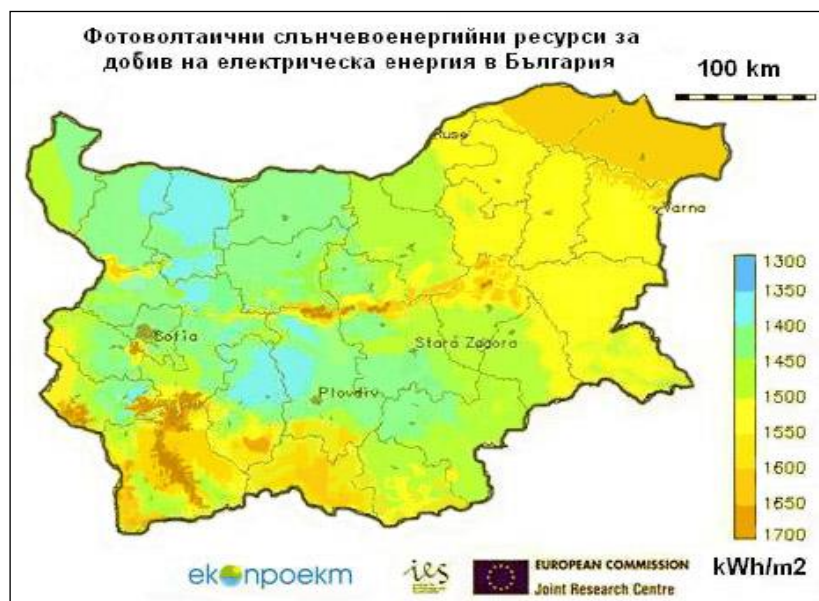 Фотоволтаични слънчевоенергийни ресурси за
добив на електрическа енергия в България
100 km
Ruse
Varna
1300
1350
1400
1450
1500
1550
1600
1650
1700
kWh/m2
Sofia
Stara Zagora
Plovdiv
екопроект
ies
EUROPEAN COMMISSION
Joint Research Centre